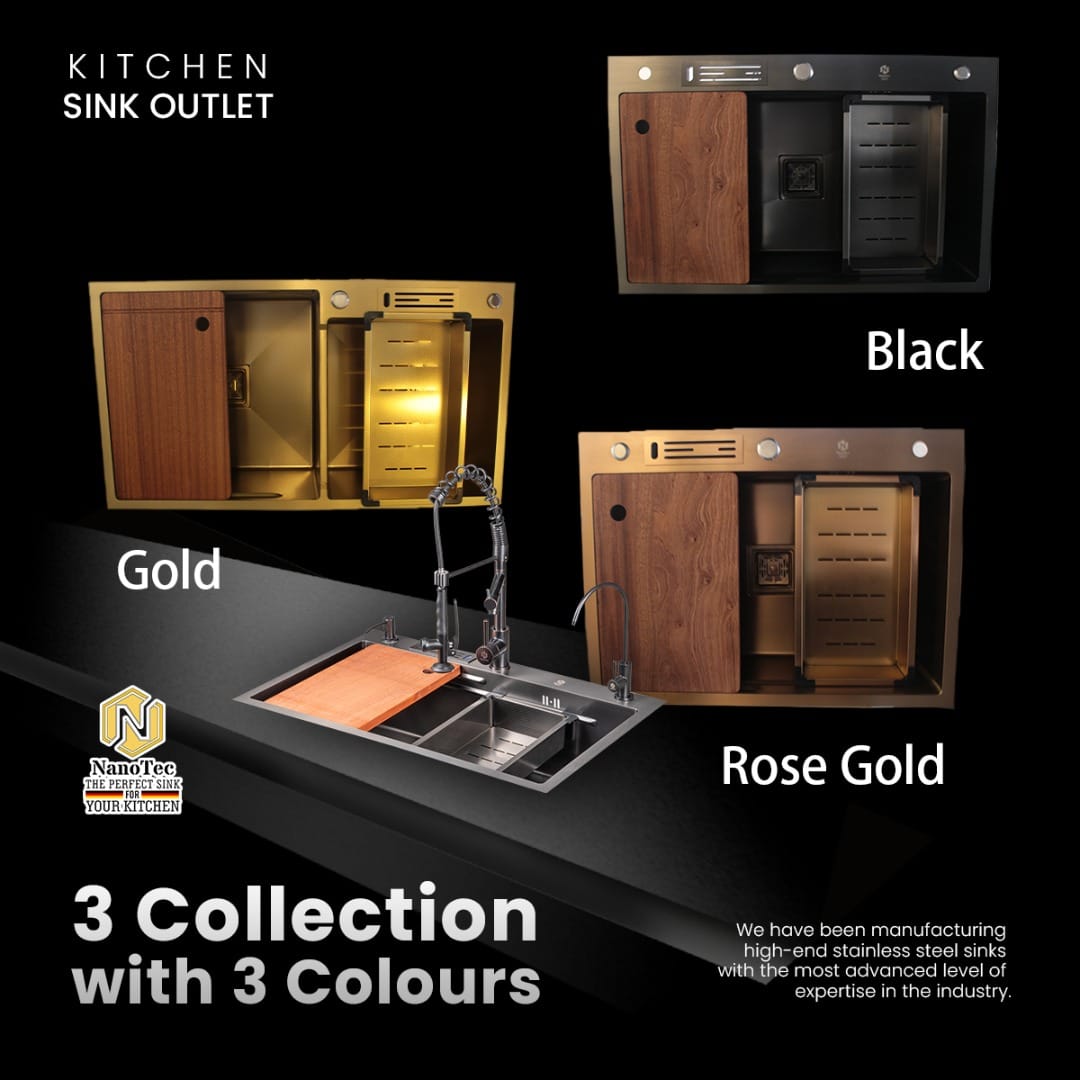 KITCHEN
SINK OUTLET
Black
Gold
Rose Gold
NanoTec
THE PERFECT SINK
FOR
YOUR KITCHEN
3 Collection
with 3 Colours
We have been manufacturing
high-end stainless steel sinks
with the most advanced level of
expertise in the industry.